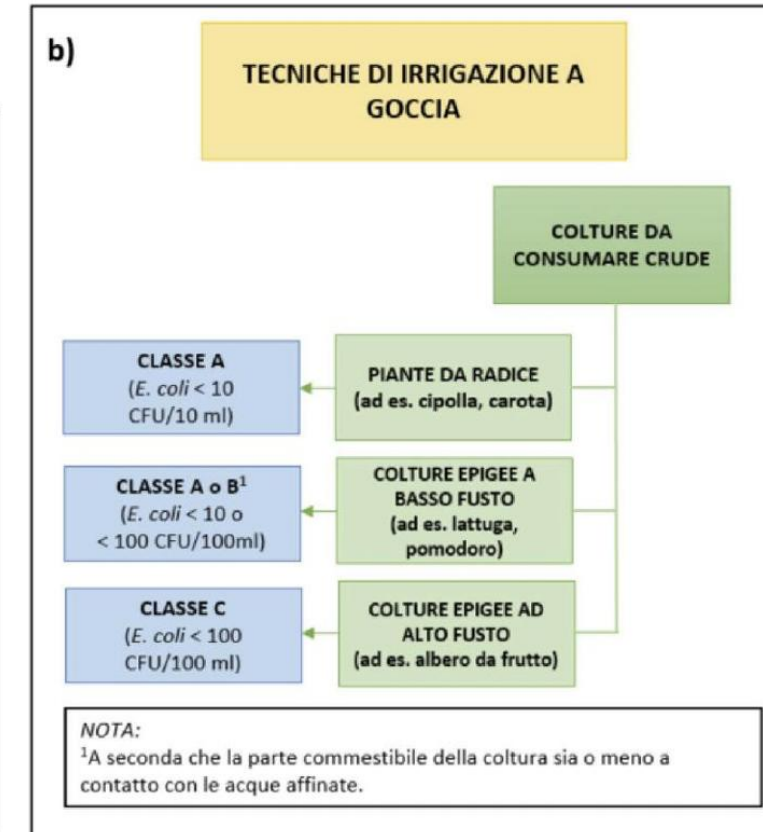 b)
TECNICHE DI IRRIGAZIONE A
GOCCIA
COLTURE DA
CONSUMARE CRUDE
CLASSE A
(E. coli < 10
CFU/10 ml)
PIANTE DA RADICE
(ad es. cipolla, carota)
CLASSE A o B¹
(E. coli < 10 o
< 100 CFU/100ml)
COLTURE EPIGEE A
BASSO FUSTO
(ad es. lattuga,
pomodoro)
CLASSE C
(E. coli < 100
CFU/100 ml)
COLTURE EPIGEE AD
ALTO FUSTO
(ad es. albero da frutto)
NOTA:
¹A seconda che la parte commestibile della coltura sia o meno a
contatto con le acque affinate.